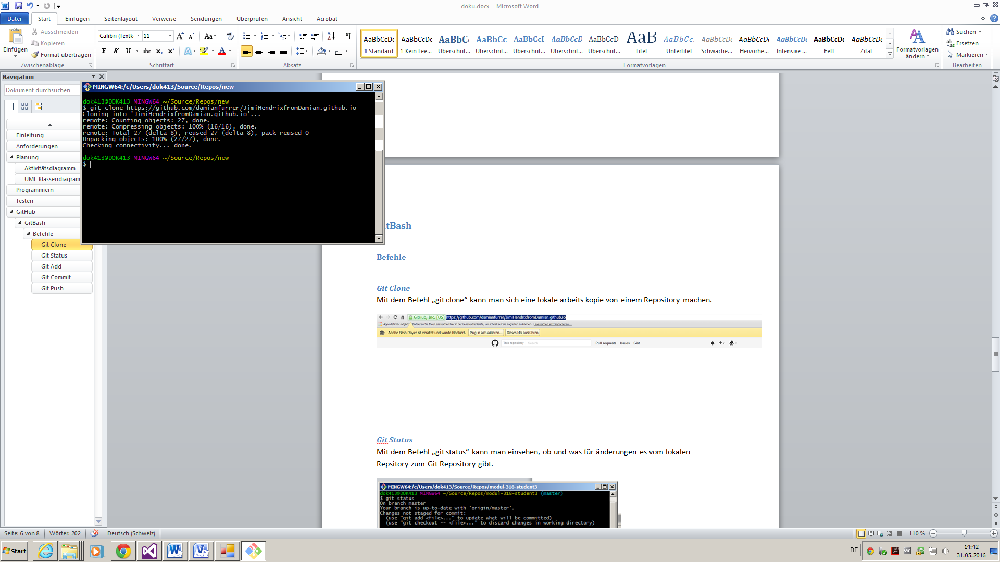 doku.docx - Microsoft Word
Datei Start Einfügen Seitenlayout Verweise Sendungen Überprüfen Ansicht Acrobat
Einfügen
Ausschneiden
Kopieren
Format übertragen
Zwischenablage
Calibri (Textk 11
Schriftart
Absatz
AaBbCcDc AaBbCcDc AaBbC AaBbCc AaBbCcI AaBbCcD AaBbCcD AaB AaBbCc. AaBbCcDc AaBbCcDc AaBbCcDc AaBbCcDc AaBbCcDc
¶ Standard ¶ Kein Lee... Überschrif... Überschrif... Überschrif... Überschrif... Überschrif... Titel Untertitel Schwache... Hervorhe... Intensive ... Fett Zitat
Formatvorlagen
Formatvorlagen ändern
Suchen
Ersetzen
Markieren
Bearbeiten
Navigation
Dokument durchsuchen
Einleitung
Anforderungen
Planung
Aktivitätsdiagramm
UML-Klassendiagram
Programmieren
Testen
GitHub
GitBash
Befehle
Git Clone
Git Status
Git Add
Git Commit
Git Push
MINGW64:/c/Users/dok413/Source/Repos/new
dok413@DOK413 MINGW64 ~/Source/Repos/new
$ git clone https://github.com/damianfurrer/JimiHendrixfromDamian.github.io
Cloning into 'JimiHendrixfromDamian.github.io'...
remote: Counting objects: 27, done.
remote: Compressing objects: 100% (16/16), done.
remote: Total 27 (delta 8), reused 27 (delta 8), pack-reused 0
Unpacking objects: 100% (27/27), done.
Checking connectivity... done.
dok413@DOK413 MINGW64 ~/Source/Repos/new
$
tBash
Befehle
Git Clone
Mit dem Befehl „git clone“ kann man sich eine lokale arbeits kopie von einem Repository machen.
GitHub, Inc. [US] https://github.com/damianfurrer/JimiHendrixfromDamian.github.io
Apps definitiv möglich Platzieren Sie Ihre Lesezeichen hier in der Lesezeichenleiste, um schnell auf sie zugreifen zu können. Lesezeichen jetzt importieren...
Adobe Flash Player ist veraltet und wurde blockiert. Plug-in aktualisieren... Dieses Mal ausführen
This repository Search Pull requests Issues Gist
Git Status
Mit dem Befehl „git status“ kann man einsehen, ob und was für änderungen es vom lokalen
Repsitory zum Git Repository gibt.
MINGW64:/c/Users/dok413/Source/Repos/modul-318-student3
dok413@DOK413 MINGW64 ~/Source/Repos/modul-318-student3 (master)
$ git status
On branch master
Your branch is up-to-date with 'origin/master'.
Changes not staged for commit:
(use "git add <file>..." to update what will be committed)
(use "git checkout -- <file>..." to discard changes in working directory)
Seite: 6 von 8 Wörter: 202 Deutsch (Schweiz) 110 %
Start DE 14:42
31.05.2016